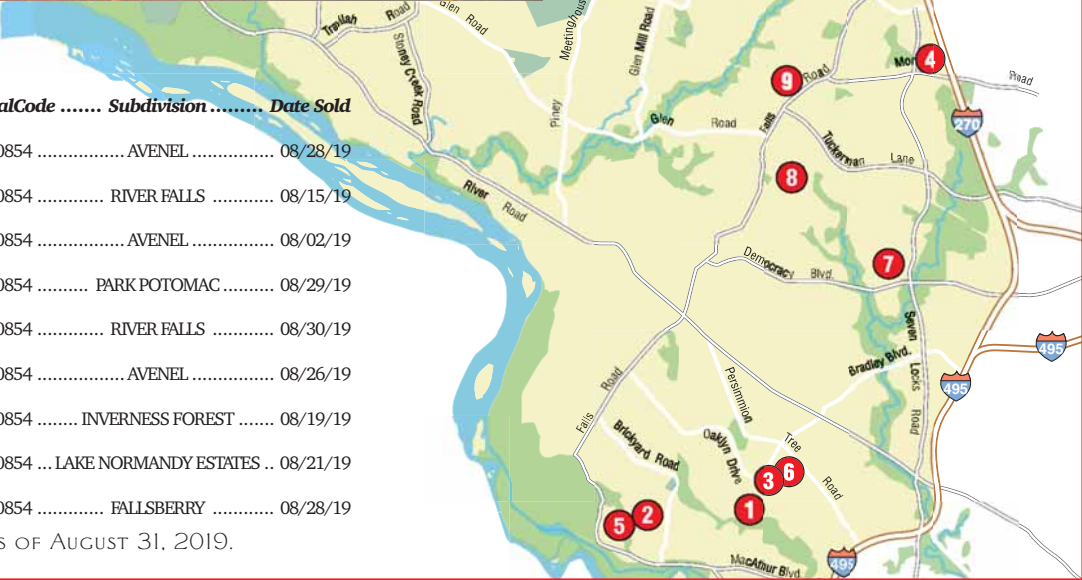 alCode ....... Subdivision ......... Date Sold
0854 ................. AVENEL ................ 08/28/19
0854 ............. RIVER FALLS ............ 08/15/19
0854 ................. AVENEL ................ 08/02/19
0854 .......... PARK POTOMAC .......... 08/29/19
0854 ............. RIVER FALLS ............ 08/30/19
0854 ................. AVENEL ................ 08/26/19
0854 ........ INVERNESS FOREST ....... 08/19/19
0854 ... LAKE NORMANDY ESTATES .. 08/21/19
0854 ............. FALLSBERRY ............ 08/28/19
S OF AUGUST 31, 2019.
Travilah Road
Glen Road
Stoney Creek Road
Meetinghous
Piney
Glen Mill Road
Glen Road
Falls Road
Mon
Road
4
9
270
Tuckerman Lane
8
River Road
Democracy Blvd.
7
Seven Locks Road
495
495
Bradley Blvd.
Persimmion
Tree
Road
Falls Road
Brickyard Road
Oaklyn Drive
3
6
1
2
5
MacArthur Blvd
495